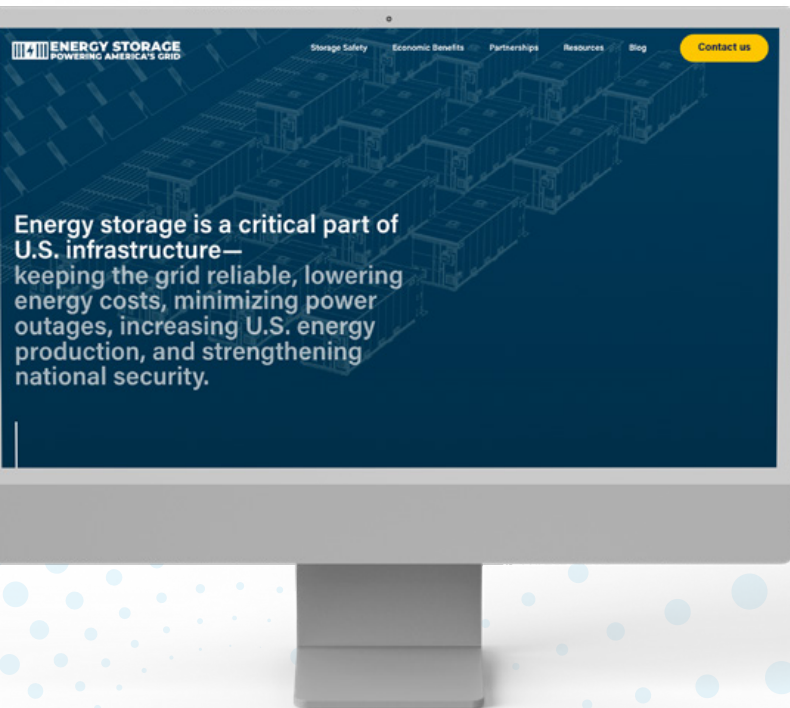 ENERGY STORAGE
POWERING AMERICA'S GRID
Storage Safety Economic Benefits Partnerships Resources Blog Contact us
Energy storage is a critical part of
U.S. infrastructure—
keeping the grid reliable, lowering
energy costs, minimizing power
outages, increasing U.S. energy
production, and strengthening
national security.